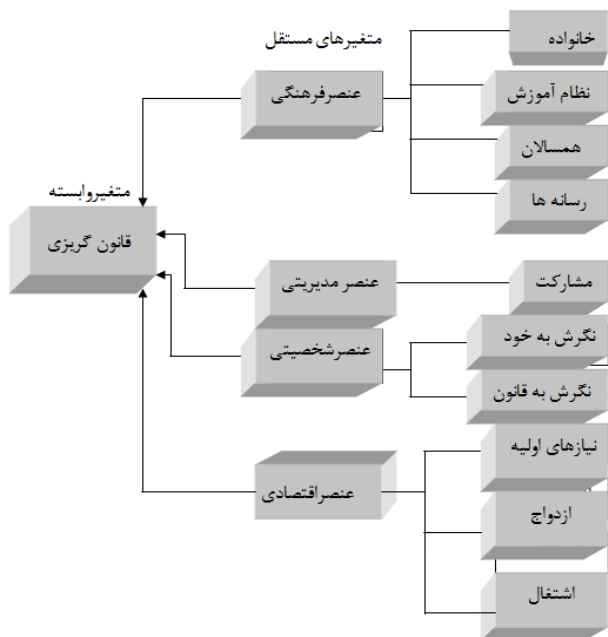 متغیرهای مستقل
خانواده
عنصرفرهنگی
نظام آموزش
همسالان
رسانه ها
متغیروابسته
قانون گریزی
عنصر مدیریتی
مشارکت
عنصرشخصیتی
نگرش به خود
نگرش به قانون
نیازهای اولیه
عنصراقتصادی
ازدواج
اشتغال